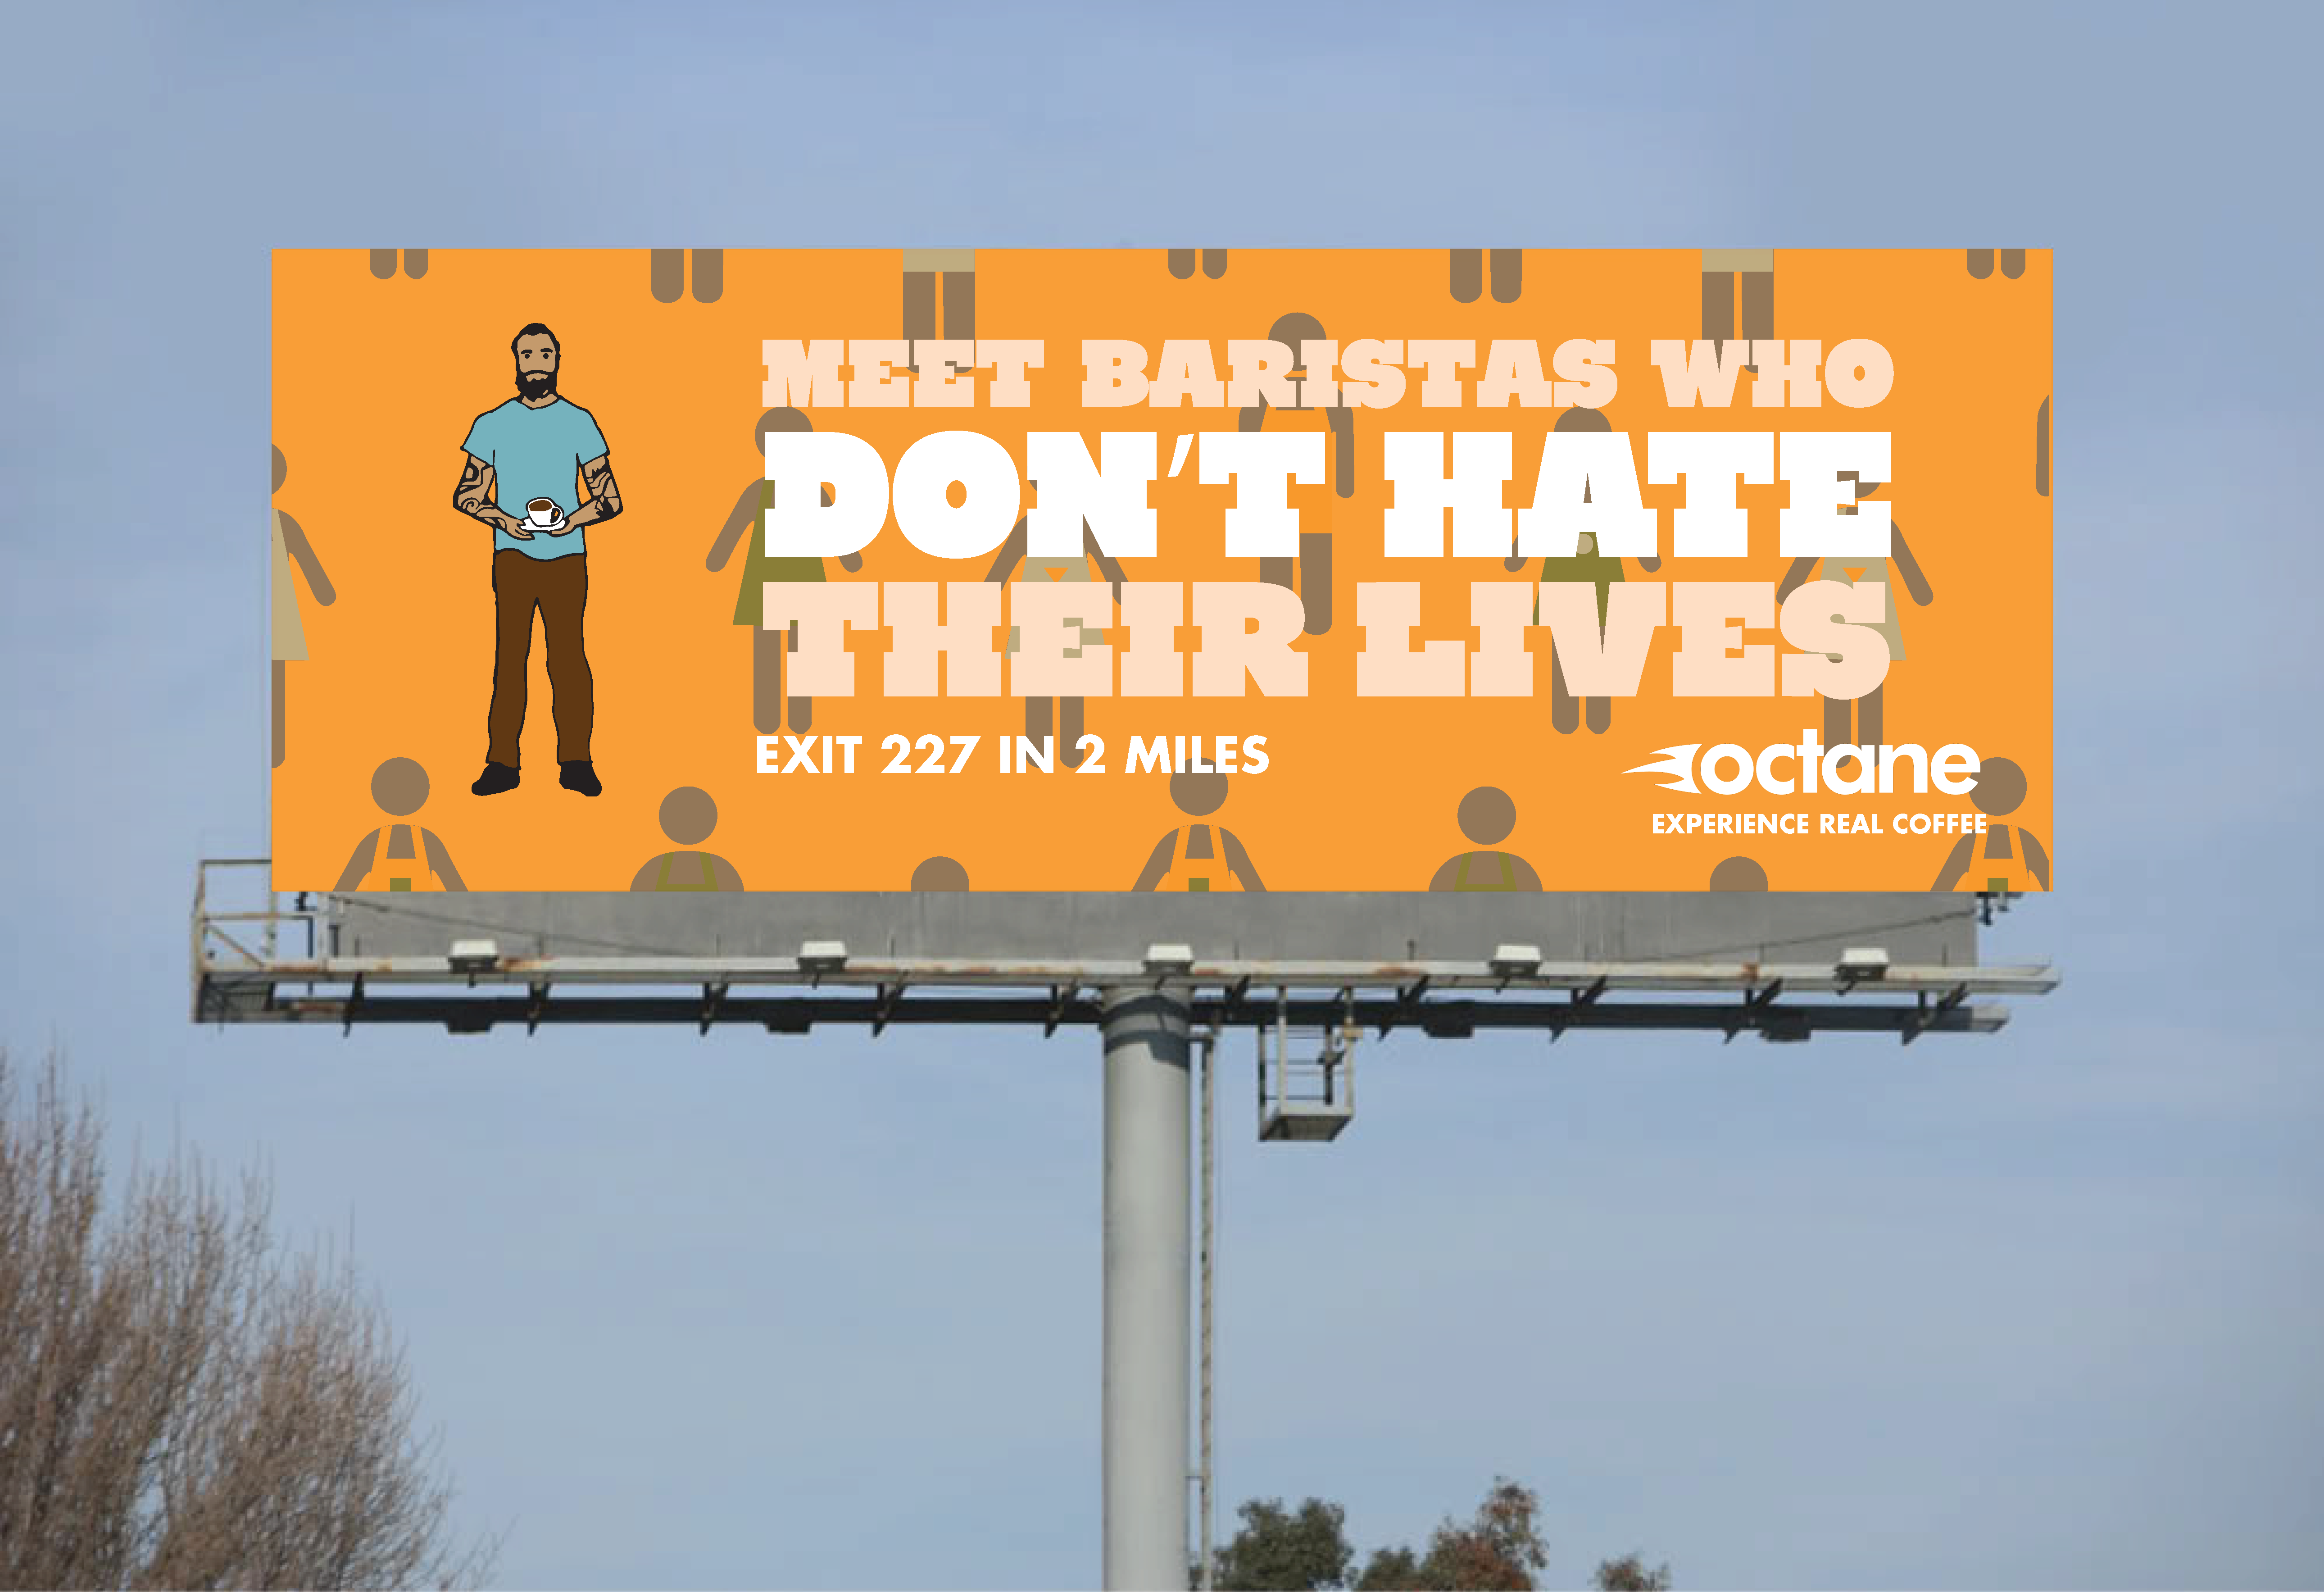 MEET BARISTAS WHO
DON'T HATE
THEIR LIVES
EXIT 227 IN 2 MILES
octane
EXPERIENCE REAL COFFEE